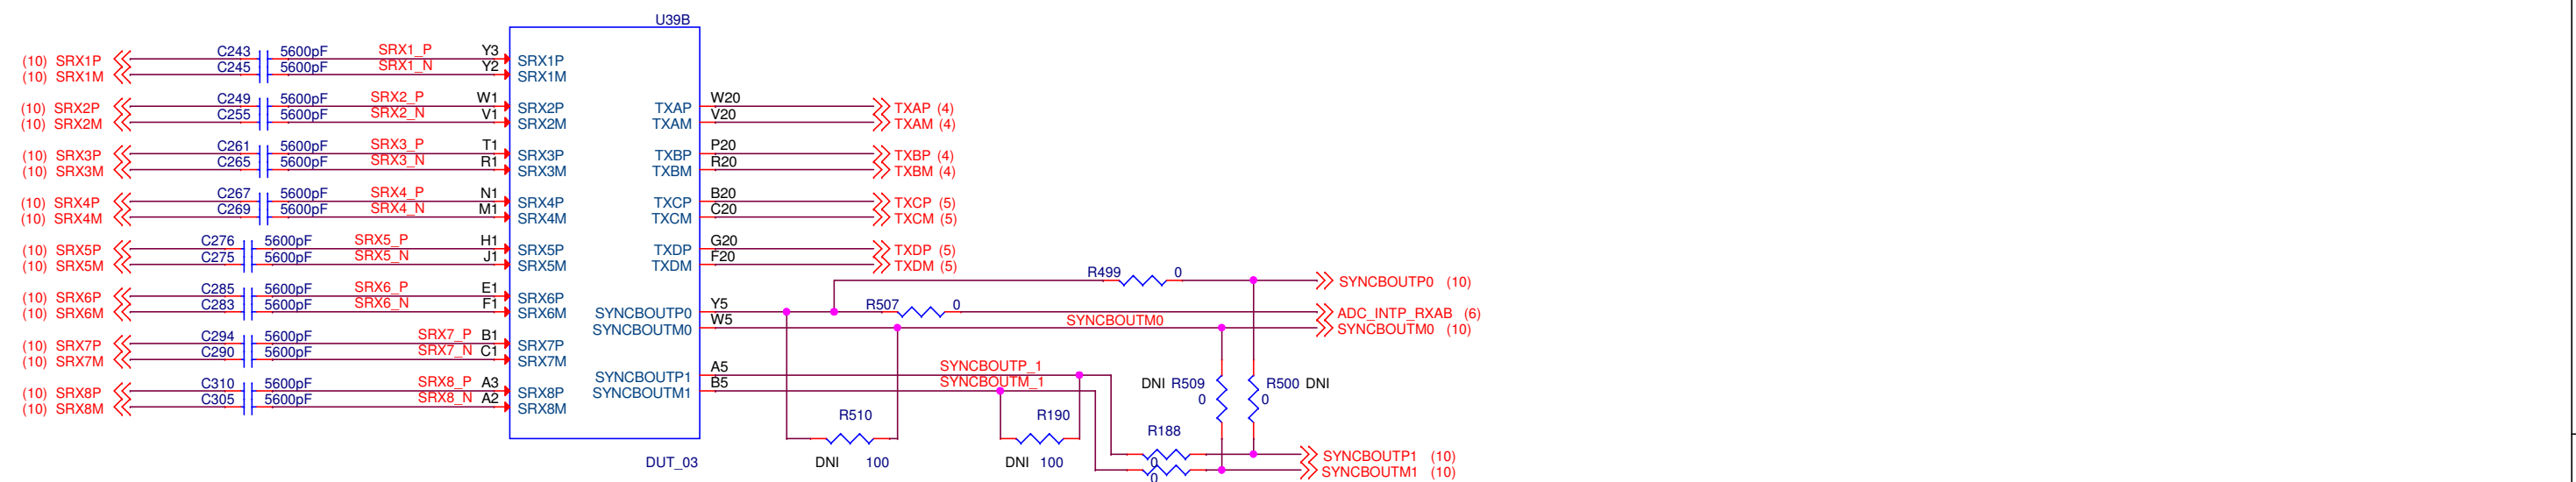 U39B
C243 5600pF SRX1_P Y3
(10) SRX1P SRX1P
C245 5600pF SRX1_N Y2
(10) SRX1M SRX1M
C249 5600pF SRX2_P W1 W20
(10) SRX2P SRX2P TXAP TXAP (4)
C255 5600pF SRX2_N V1 V20
(10) SRX2M SRX2M TXAM TXAM (4)
C261 5600pF SRX3_P T1 P20
(10) SRX3P SRX3P TXBP TXBP (4)
C265 5600pF SRX3_N R1 R20
(10) SRX3M SRX3M TXBM TXBM (4)
C267 5600pF SRX4_P N1 B20
(10) SRX4P SRX4P TXCP TXCP (5)
C269 5600pF SRX4_N M1 C20
(10) SRX4M SRX4M TXCM TXCM (5)
C276 5600pF SRX5_P H1 G20
(10) SRX5P SRX5P TXDP TXDP (5)
C275 5600pF SRX5_N J1 F20
(10) SRX5M SRX5M TXDM TXDM (5)
R499 0
SYNCBOUTP0 (10)
C285 5600pF SRX6_P E1
(10) SRX6P SRX6P
C283 5600pF SRX6_N F1 Y5 R507 0
(10) SRX6M SRX6M SYNCBOUTP0 ADC_INTP_RXAB (6)
W5 SYNCBOUTM0
SYNCBOUTM0 SYNCBOUTM0 (10)
C294 5600pF SRX7_P B1
(10) SRX7P SRX7P
C290 5600pF SRX7_N C1
(10) SRX7M SRX7M
A5 SYNCBOUTP_1
SYNCBOUTP1
C310 5600pF SRX8_P A3 B5 SYNCBOUTM_1 DNI R509 R500 DNI
(10) SRX8P SRX8P SYNCBOUTM1
C305 5600pF SRX8_N A2 0 0
(10) SRX8M SRX8M
R510 R190
R188
DUT_03 DNI 100 DNI 100 0 SYNCBOUTP1 (10)
0 SYNCBOUTM1 (10)